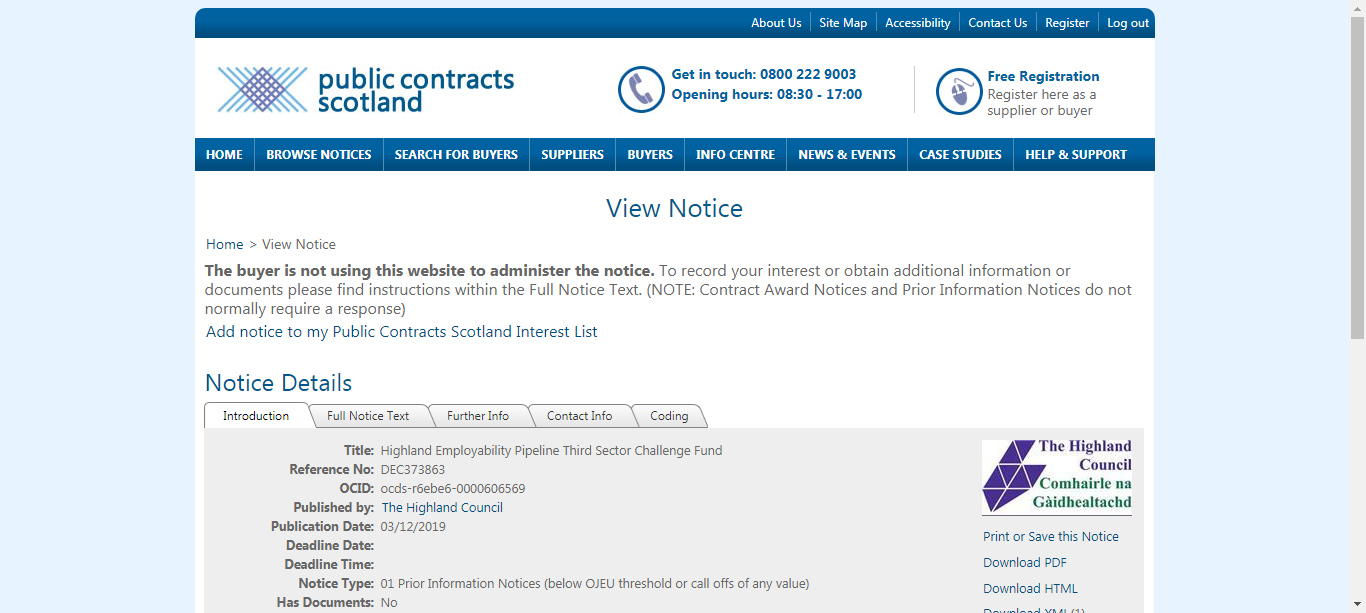 About Us
Site Map
Accessibility
Contact Us
Register
Log out
public contracts
scotland
Get in touch: 0800 222 9003
Opening hours: 08:30 - 17:00
Free Registration
Register here as a
supplier or buyer
HOME
BROWSE NOTICES
SEARCH FOR BUYERS
SUPPLIERS
BUYERS
INFO CENTRE
NEWS & EVENTS
CASE STUDIES
HELP & SUPPORT
View Notice
Home > View Notice
The buyer is not using this website to administer the notice. To record your interest or obtain additional information or
documents please find instructions within the Full Notice Text. (NOTE: Contract Award Notices and Prior Information Notices do not
normally require a response)
Add notice to my Public Contracts Scotland Interest List
Notice Details
Introduction
Full Notice Text
Further Info
Contact Info
Coding
Title: Highland Employability Pipeline Third Sector Challenge Fund
Reference No: DEC373863
OCID: ocds-r6ebe6-0000606569
Published by: The Highland Council
Publication Date: 03/12/2019
Deadline Date:
Deadline Time:
Notice Type: 01 Prior Information Notices (below OJEU threshold or call offs of any value)
Has Documents: No
The Highland
Council
Comhairle na
Gàidhealtachd
Print or Save this Notice
Download PDF
Download HTML
Download XML(1)